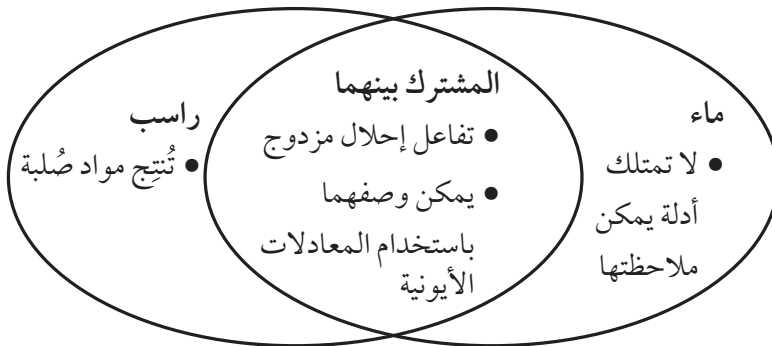 ماء
• لا تمتلك
أدلة يمكن
ملاحظتها
المشترك بينهما
• تفاعل إحلال مزدوج
• يمكن وصفهما
باستخدام المعادلات
الأيونية
راسب
• تُنتِج مواد صُلبة